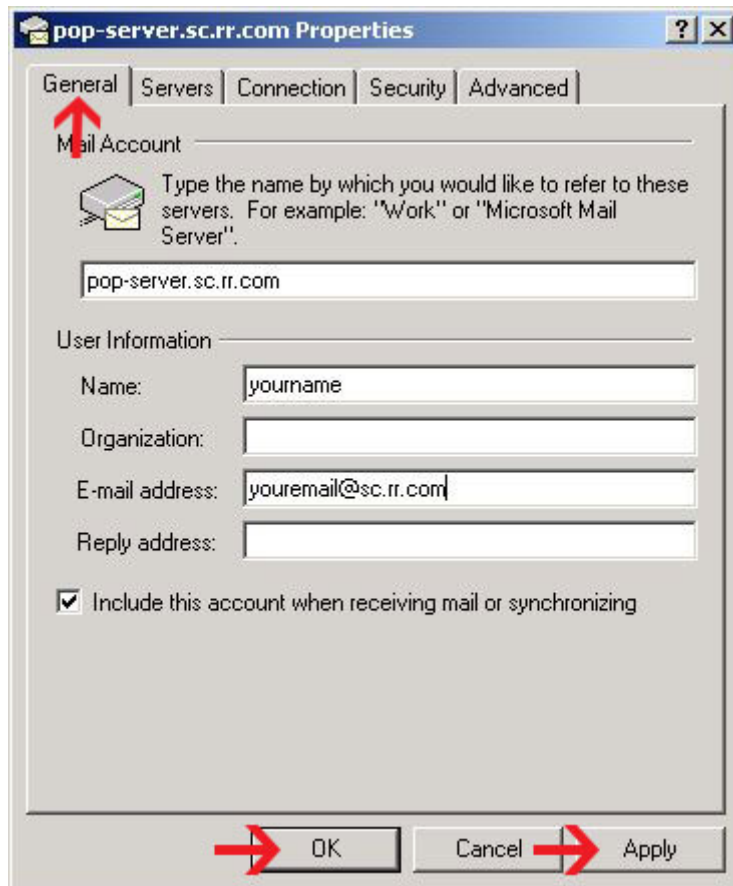 pop-server.sc.rr.com Properties
General Servers Connection Security Advanced
Mail Account
Type the name by which you would like to refer to these
servers. For example: "Work" or "Microsoft Mail
Server".
pop-server.sc.rr.com
User Information
Name: yourname
Organization:
E-mail address: youremail@sc.rr.com
Reply address:
Include this account when receiving mail or synchronizing
OK Cancel Apply